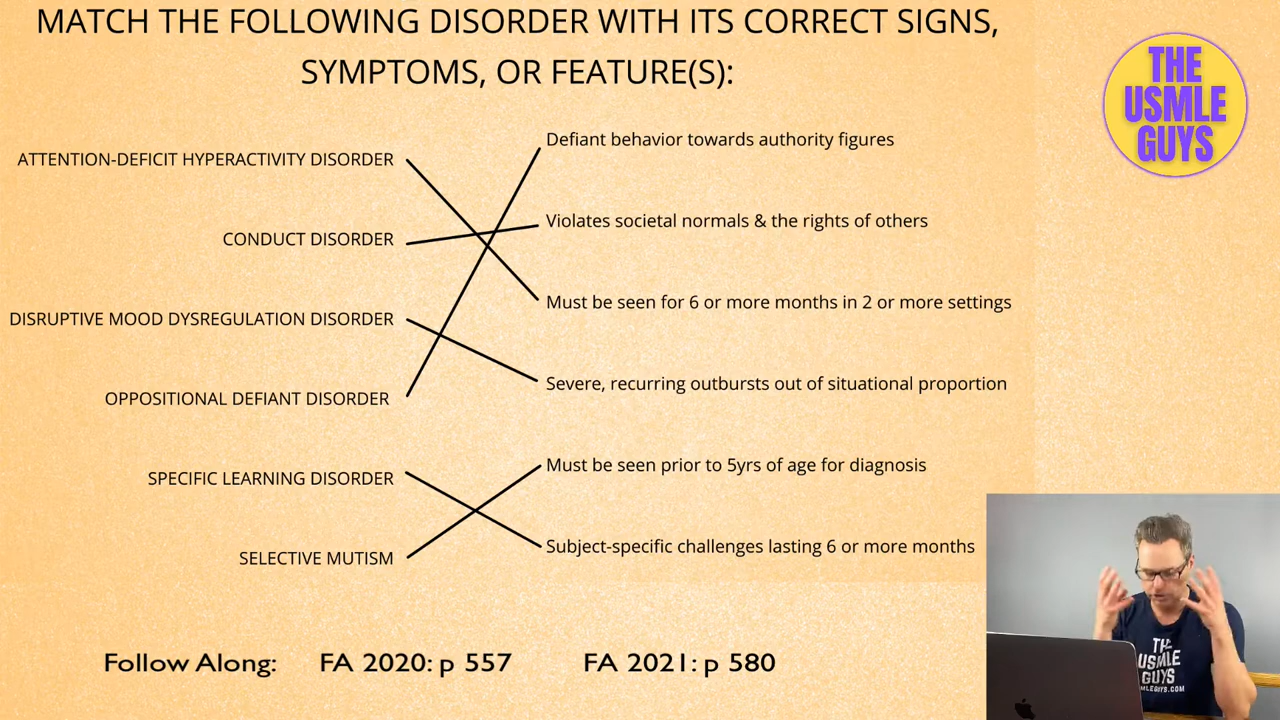 MATCH THE FOLLOWING DISORDER WITH ITS CORRECT SIGNS,
SYMPTOMS, OR FEATURE(S):
THE
USMLE
GUYS
ATTENTION-DEFICIT HYPERACTIVITY DISORDER
CONDUCT DISORDER
DISRUPTIVE MOOD DYSREGULATION DISORDER
OPPOSITIONAL DEFIANT DISORDER
SPECIFIC LEARNING DISORDER
SELECTIVE MUTISM
Defiant behavior towards authority figures
Violates societal normals & the rights of others
Must be seen for 6 or more months in 2 or more settings
Severe, recurring outbursts out of situational proportion
Must be seen prior to 5yrs of age for diagnosis
Subject-specific challenges lasting 6 or more months
Follow Along: FA 2020: p 557 FA 2021: p 580
USMLE
GUYS